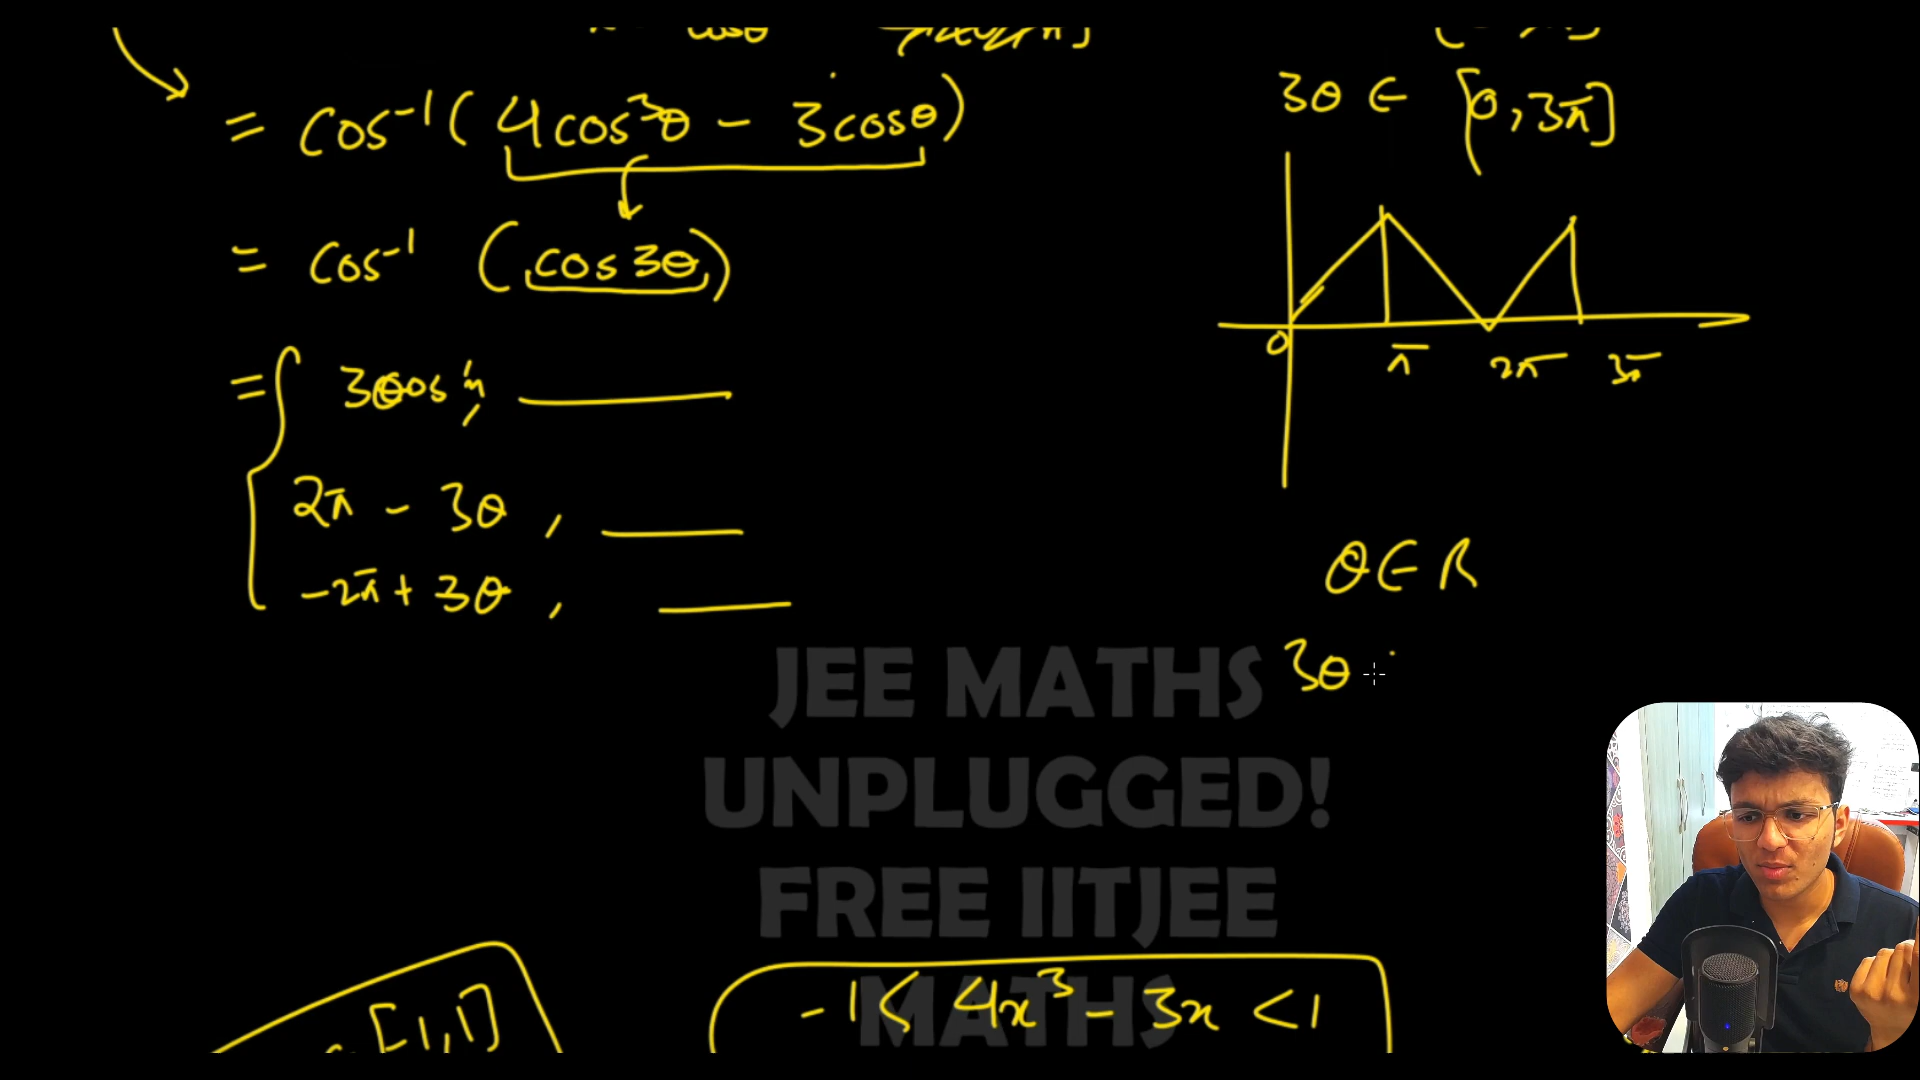 = cos⁻¹(4cos³θ - 3cosθ)
= cos⁻¹ (cos3θ)
2π - 3θ ,
-2π + 3θ ,
3θ ∈ [0, 3π]
0 π 2π 3π
θ ∈ R
3θ
JEE MATHS
UNPLUGGED!
FREE IITJEE
MATHS
[-1,1]
-1 < 4x³ - 3x < 1